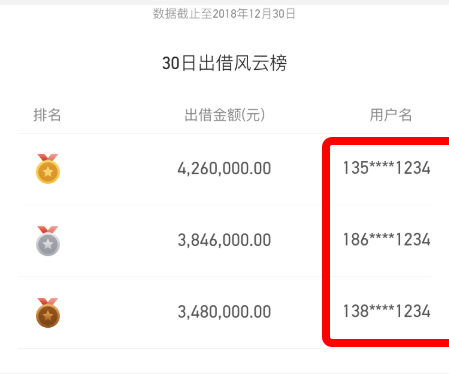 数据截止至2018年12月30日
30日出借风云榜
排名 出借金额(元) 用户名
4,260,000.00 135****1234
3,846,000.00 186****1234
3,480,000.00 138****1234